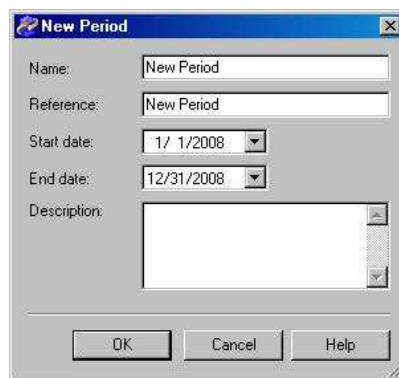 New Period
Name: New Period
Reference: New Period
Start date: 1/ 1/2008
End date: 12/31/2008
Description:
OK Cancel Help